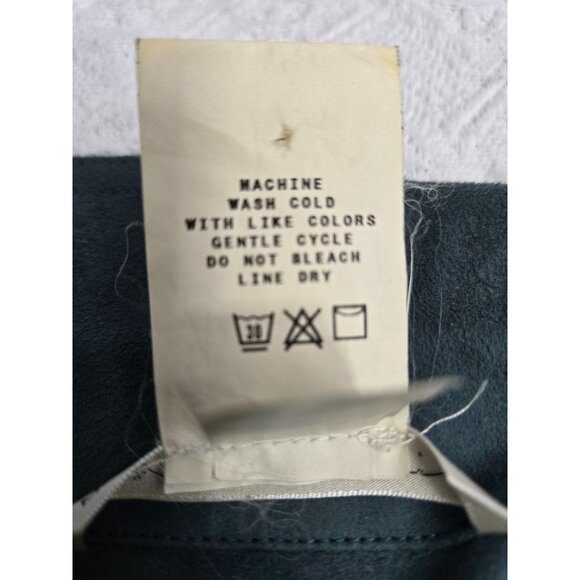 MACHINE
WASH COLD
WITH LIKE COLORS
GENTLE CYCLE
DO NOT BLEACH
LINE DRY
30